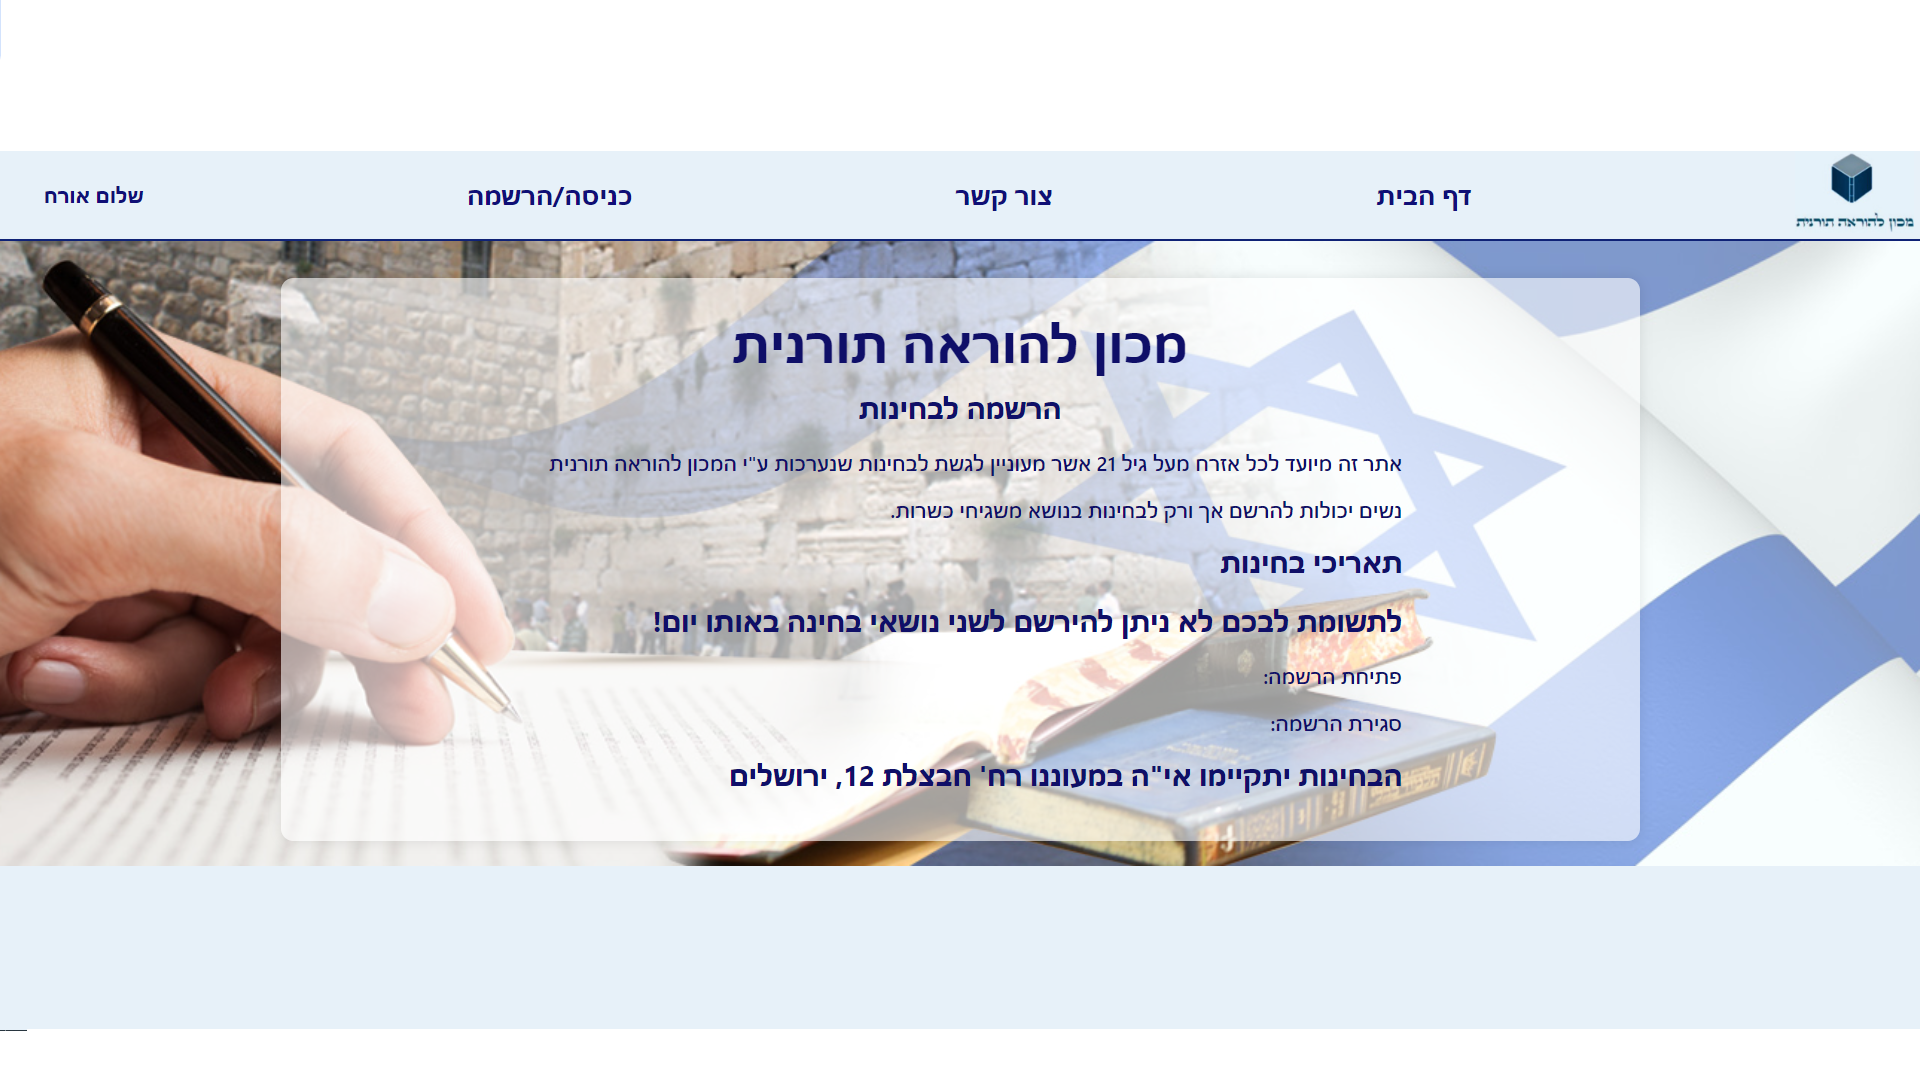 מכון להוראה תורנית
דף הבית
צור קשר
כניסה/הרשמה
שלום אורח
מכון להוראה תורנית
הרשמה לבחינות
אתר זה מיועד לכל אזרח מעל גיל 21 אשר מעוניין לגשת לבחינות שנערכות ע"י המכון להוראה תורנית
נשים יכולות להרשם אך ורק לבחינות בנושא משגיחי כשרות.
תאריכי בחינות
לתשומת לבכם לא ניתן להירשם לשני נושאי בחינה באותו יום!
פתיחת הרשמה:
סגירת הרשמה:
הבחינות יתקיימו אי"ה במעוננו רח' חבצלת 12, ירושלים